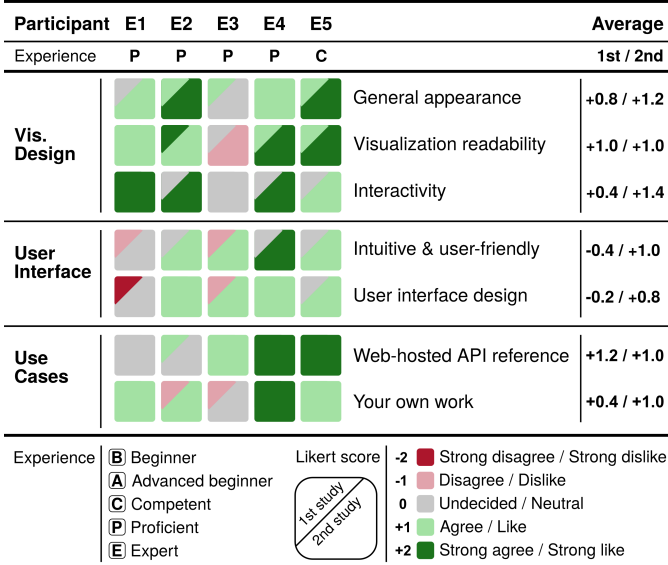 Participant E1 E2 E3 E4 E5 Average
Experience P P P P C 1st / 2nd
Vis.
Design
General appearance +0.8 / +1.2
Visualization readability +1.0 / +1.0
Interactivity +0.4 / +1.4
User
Interface
Intuitive & user-friendly -0.4 / +1.0
User interface design -0.2 / +0.8
Use
Cases
Web-hosted API reference +1.2 / +1.0
Your own work +0.4 / +1.0
Experience
B Beginner
A Advanced beginner
C Competent
P Proficient
E Expert
Likert score
1st study
2nd study
-2 Strong disagree / Strong dislike
-1 Disagree / Dislike
0 Undecided / Neutral
+1 Agree / Like
+2 Strong agree / Strong like